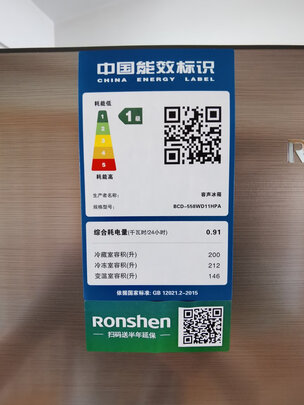 中国能效标识
CHINA ENERGY LABEL
耗能低
1
2
3
4
5
1级
耗能高
生产者名称: 容声冰箱
规格型号: BCD-558WD11HPA
综合耗电量(千瓦时/24小时) 0.91
冷藏室容积(升) 200
冷冻室容积(升) 212
变温室容积(升) 146
依据国家标准: GB 12021.2-2015
Ronshen
扫码送半年延保
R